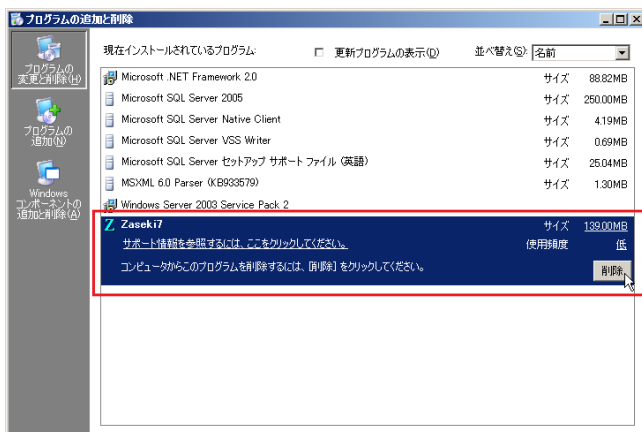 プログラムの追加と削除
プログラムの
変更と削除(H)
プログラムの
追加(N)
Windows
コンポーネントの
追加と削除(A)
現在インストールされているプログラム:
更新プログラムの表示(D)
並べ替え(S): 名前
Microsoft .NET Framework 2.0 サイズ 88.82MB
Microsoft SQL Server 2005 サイズ 250.00MB
Microsoft SQL Server Native Client サイズ 4.19MB
Microsoft SQL Server VSS Writer サイズ 0.69MB
Microsoft SQL Server セットアップ サポート ファイル (英語) サイズ 25.04MB
MSXML 6.0 Parser (KB933579) サイズ 1.30MB
Windows Server 2003 Service Pack 2
Zaseki7 サイズ 139.00MB
サポート情報を参照するには、ここをクリックしてください。 使用頻度 低
コンピュータからこのプログラムを削除するには、[削除] をクリックしてください。 削除